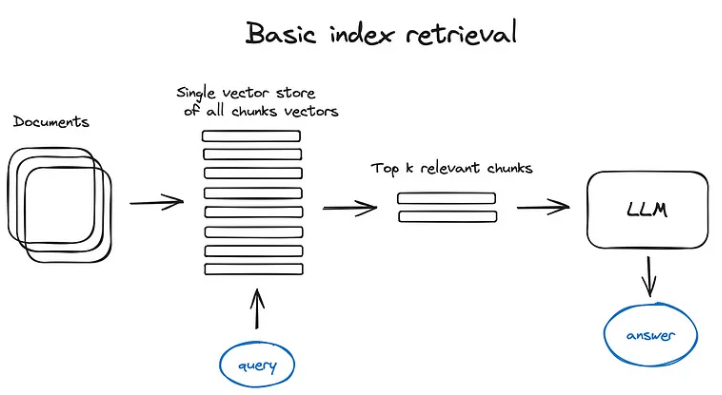 Basic index retrieval
Single vector store
of all chunks vectors
Documents
Top k relevant chunks
LLM
query
answer